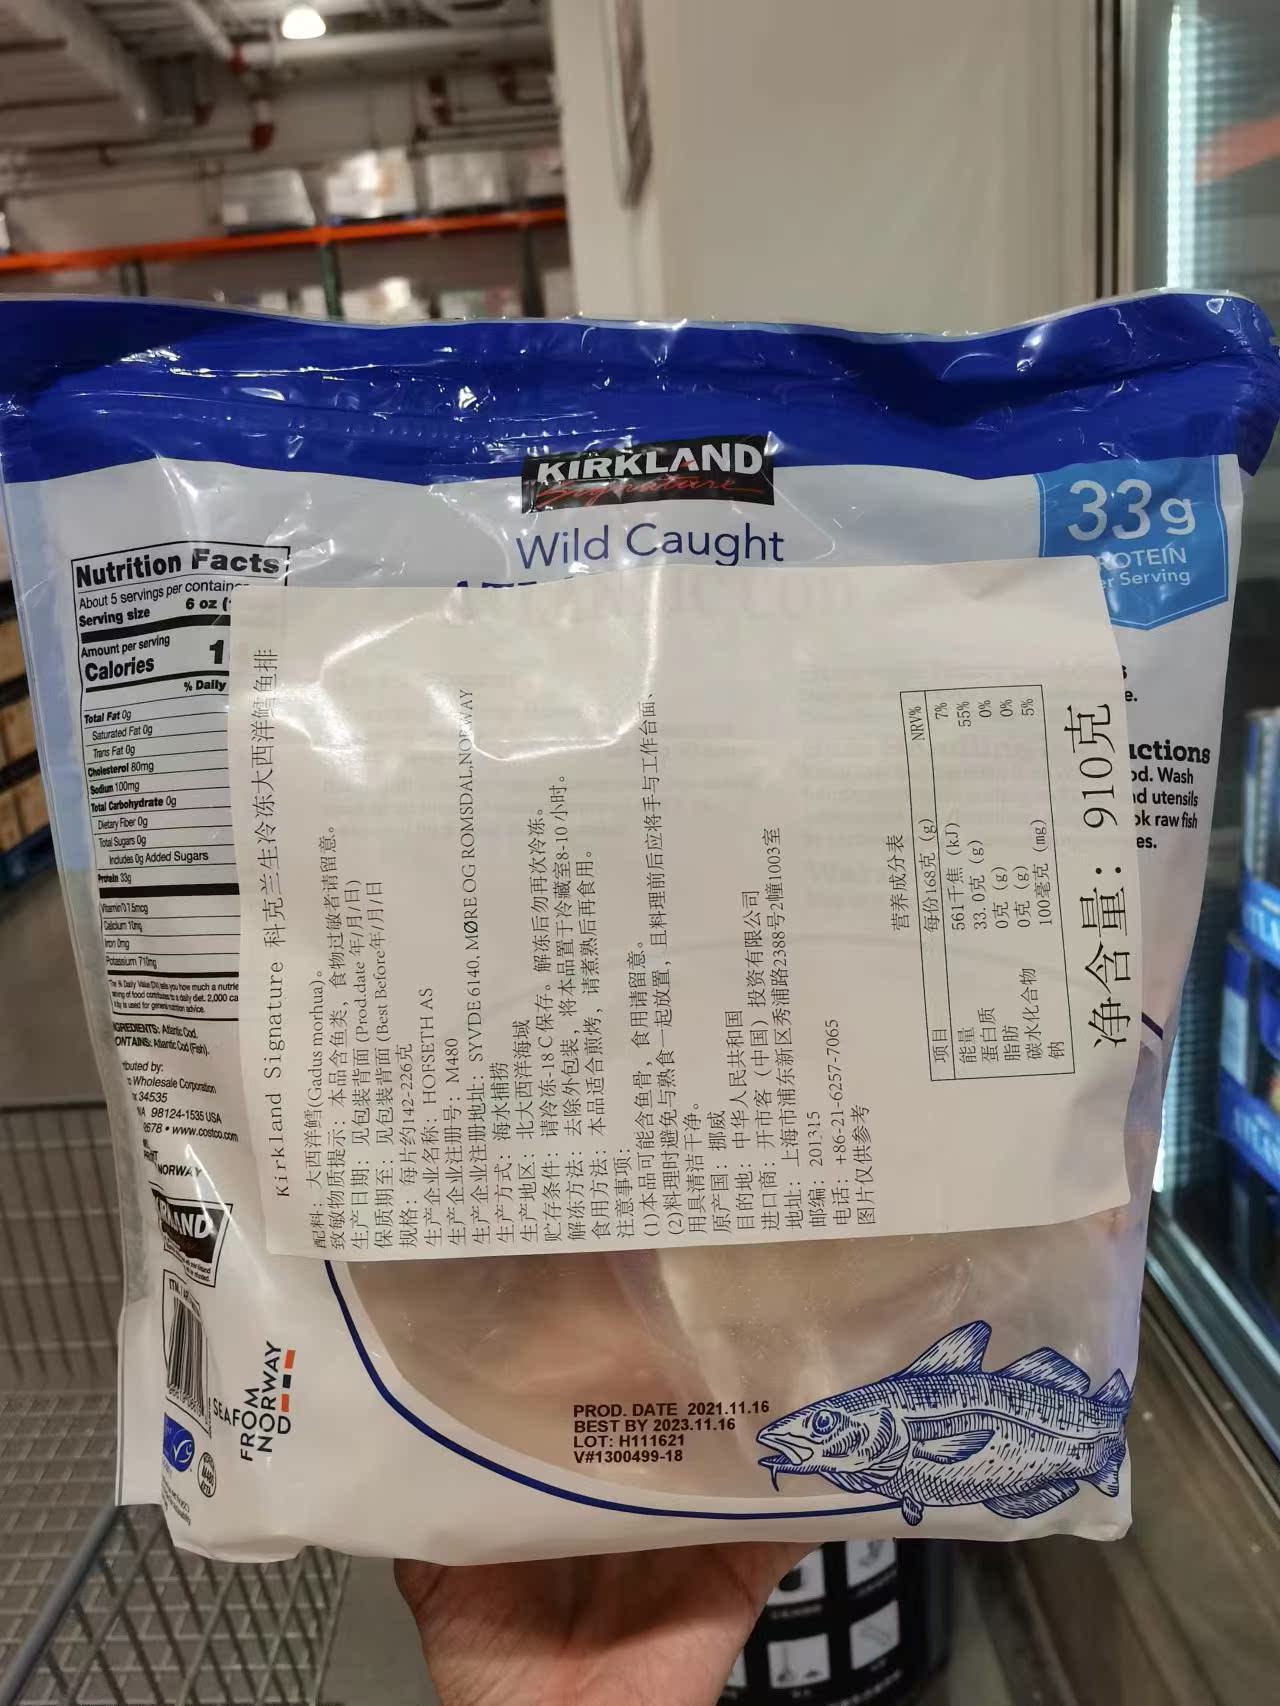 KIRKLAND
Signature
Wild Caught
33g
PROTEIN
Per Serving
Nutrition Facts
About 5 servings per container
Serving size 6 oz
Amount per serving
Calories
% Daily
Total Fat 0g
Saturated Fat 0g
Trans Fat 0g
Cholesterol 80mg
Sodium 100mg
Total Carbohydrate 0g
Dietary Fiber 0g
Total Sugars 0g
Includes 0g Added Sugars
Protein 33g
Vitamin D 1.5mcg
Calcium 10mg
Iron 0mg
Potassium 710mg
INGREDIENTS: Atlantic Cod.
CONTAINS: Atlantic Cod (Fish).
Wholesale Corporation
34535
98124-1535 USA
www.costco.com
NORWAY
SEAFOOD
FROM
NORWAY
Kirkland Signature 科克兰生冷冻大西洋鳕鱼排
配料：大西洋鳕(Gadus morhua)。
致敏物质提示：本品含鱼类，食物过敏者请留意。
生产日期：见包装背面 (Prod.date 年/月/日)
保质期至：见包装背面 (Best Before年/月/日
规格：每片约142-226克
生产企业名称：HOFSETH AS
生产企业注册号：M480
生产企业注册地址：SYVDE 6140, MØRE OG ROMSDAL,NORWAY
生产方式：海水捕捞
生产地区：北大西洋海域
贮存条件：请冷冻-18 C 保存。解冻后勿再次冷冻。
解冻方法：去除外包装，将本品置于冷藏室8-10小时。
食用方法：本品适合煎烤，请煮熟后再食用。
注意事项：
(1)本品可能含鱼骨，食用请留意。
(2)料理时避免与熟食一起放置，且料理前后应将手与工作台面、
用具清洁干净。
原产国：挪威
目的地：中华人民共和国
进口商：开市客（中国）投资有限公司
地址：上海市浦东新区秀浦路2388号2幢1003室
邮编：201315
电话：+86-21-6257-7065
图片仅供参考
营养成分表
项目 每份168克 (g) NRV%
能量 561千焦 (kJ) 7%
蛋白质 33.0克 (g) 55%
脂肪 0克 (g) 0%
碳水化合物 0克 (g) 0%
钠 100毫克 (mg) 5%
净含量：910克
Wash
utensils
raw fish
PROD. DATE 2021.11.16
BEST BY 2023.11.16
LOT: H111621
V#1300499-18